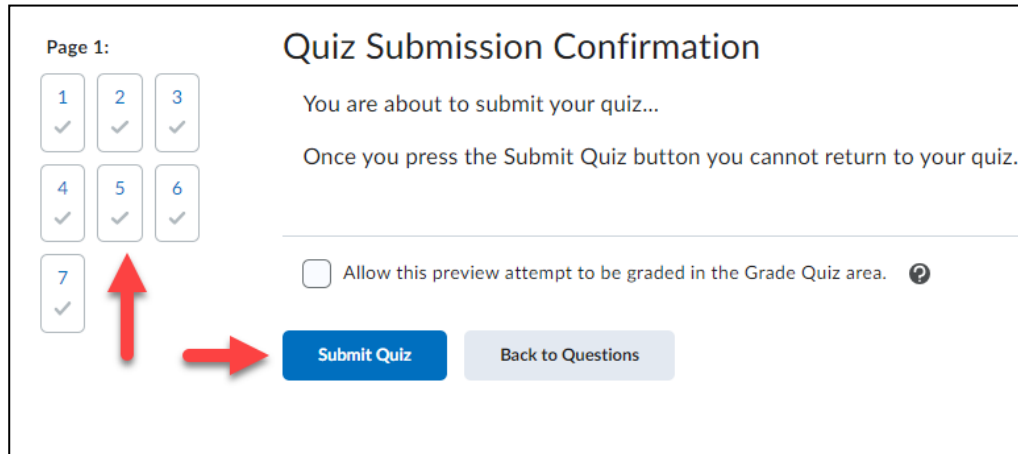 Page 1:
Quiz Submission Confirmation
1 2 3
You are about to submit your quiz...
Once you press the Submit Quiz button you cannot return to your quiz.
4 5 6
7
Allow this preview attempt to be graded in the Grade Quiz area. ?
Submit Quiz Back to Questions